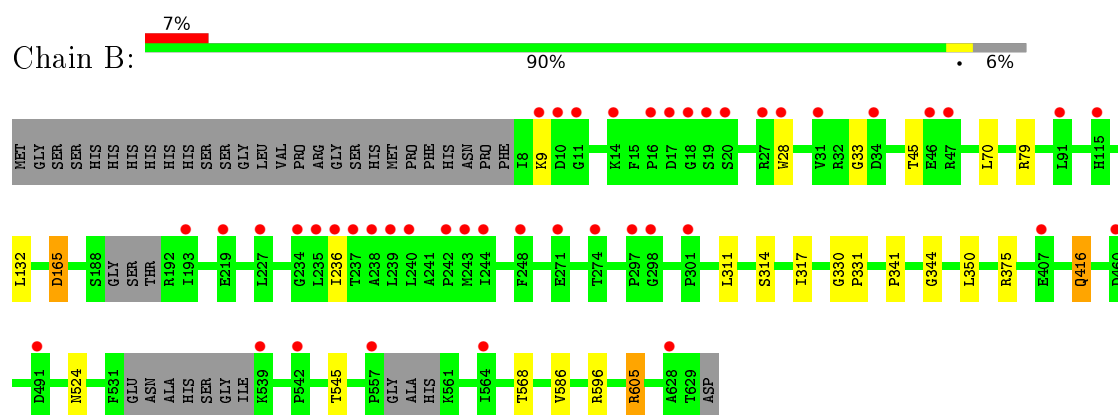 7%
Chain B:
90%
•
6%
MET GLY SER SER HIS HIS HIS HIS HIS HIS SER SER GLY LEU VAL PRO ARG GLY SER HIS MET PRO PHE HIS ASN PRO PHE I8 K9 D10 G11 K14 F15 P16 D17 G18 S19 S20 R27 W28 V31 R32 G33 D34 T45 E46 R47 L70 R79 L91 H115
L132 D165 S188 GLY SER THR R192 I193 E219 L227 G234 L235 I236 T237 A238 L239 L240 A241 P242 M243 I244 F248 E271 T274 P297 G298 P301 L311 S314 I317 G330 P331 P341 G344 L350 R375 E407 Q416 D460
D491 N524 F531 GLU ASN ALA HIS SER GLY ILE K539 P542 T545 P557 GLY ALA HIS K561 I564 T568 V586 R596 R605 A628 T629 ASP